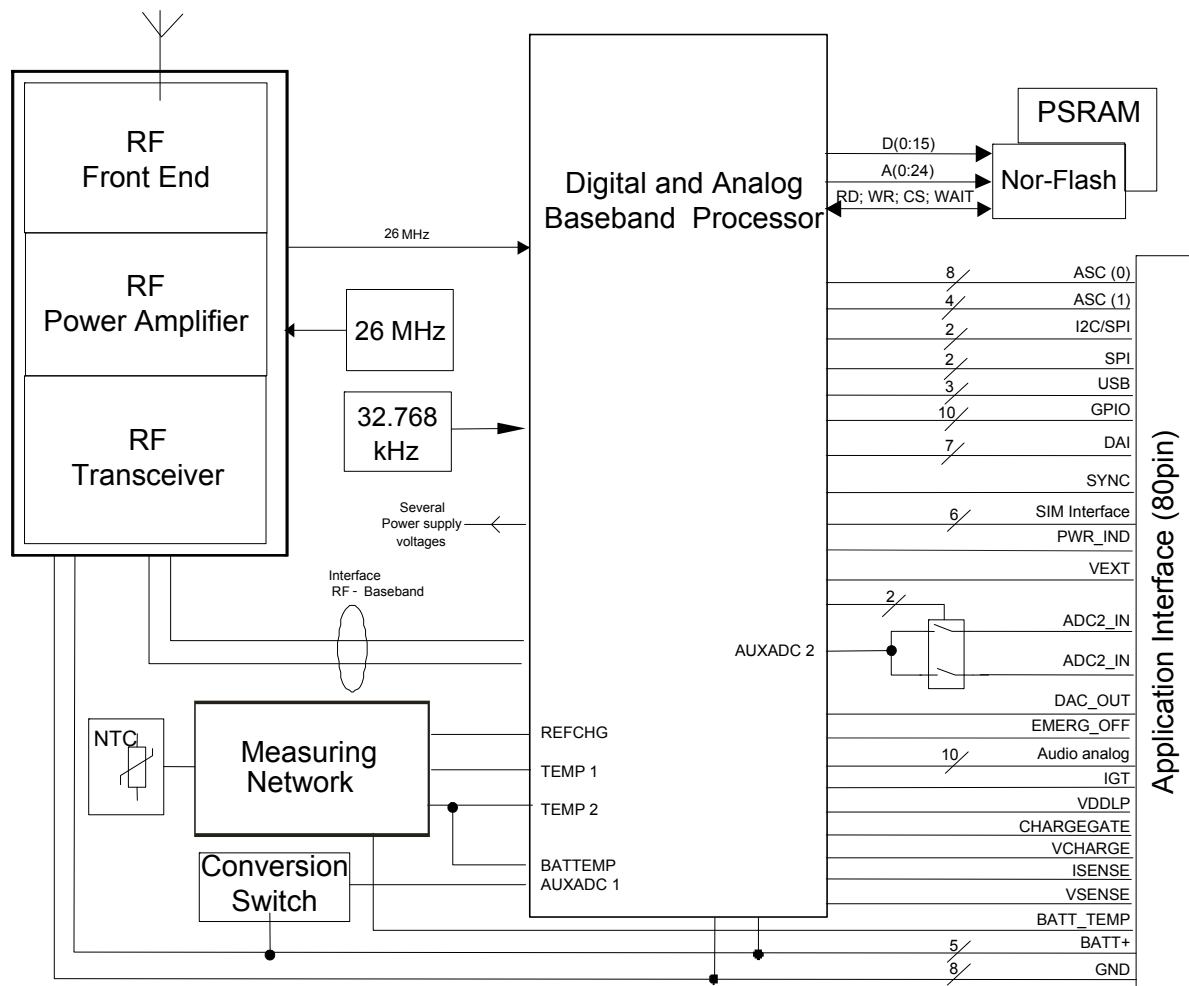 RF
Front End
RF
Power Amplifier
RF
Transceiver
26 MHz
26 MHz
32.768
kHz
Several
Power supply
voltages
Interface
RF - Baseband
NTC
Measuring
Network
Conversion
Switch
Digital and Analog
Baseband Processor
REFCHG
TEMP 1
TEMP 2
BATTEMP
AUXADC 1
AUXADC 2
PSRAM
Nor-Flash
D(0:15)
A(0:24)
RD; WR; CS; WAIT
8 ASC (0)
4 ASC (1)
2 I2C/SPI
2 SPI
3 USB
10 GPIO
7 DAI
SYNC
6 SIM Interface
PWR_IND
VEXT
2
ADC2_IN
ADC2_IN
DAC_OUT
EMERG_OFF
10 Audio analog
IGT
VDDLP
CHARGEGATE
VCHARGE
ISENSE
VSENSE
BATT_TEMP
5 BATT+
8 GND
Application Interface (80pin)